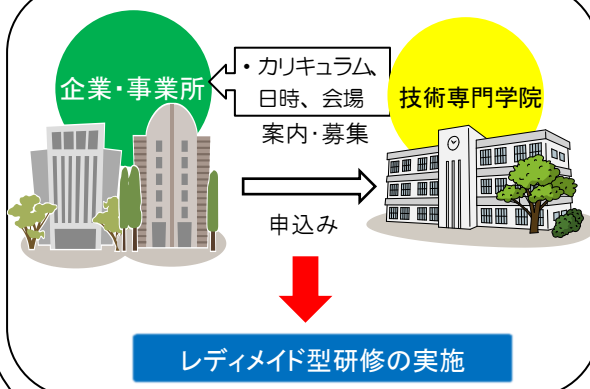 企業・事業所
・カリキュラム、
日時、会場
案内・募集
技術専門学院
申込み
レディメイド型研修の実施